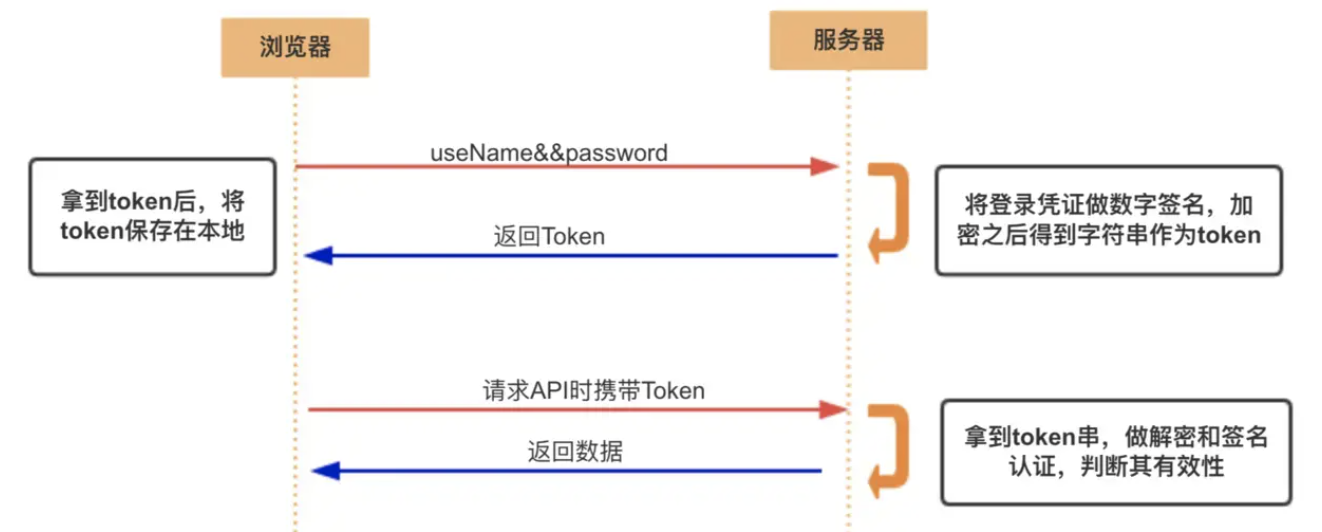 浏览器
服务器
useName&&password
拿到token后，将
token保存在本地
将登录凭证做数字签名，加
密之后得到字符串作为token
返回Token
请求API时携带Token
拿到token串，做解密和签名
认证，判断其有效性
返回数据